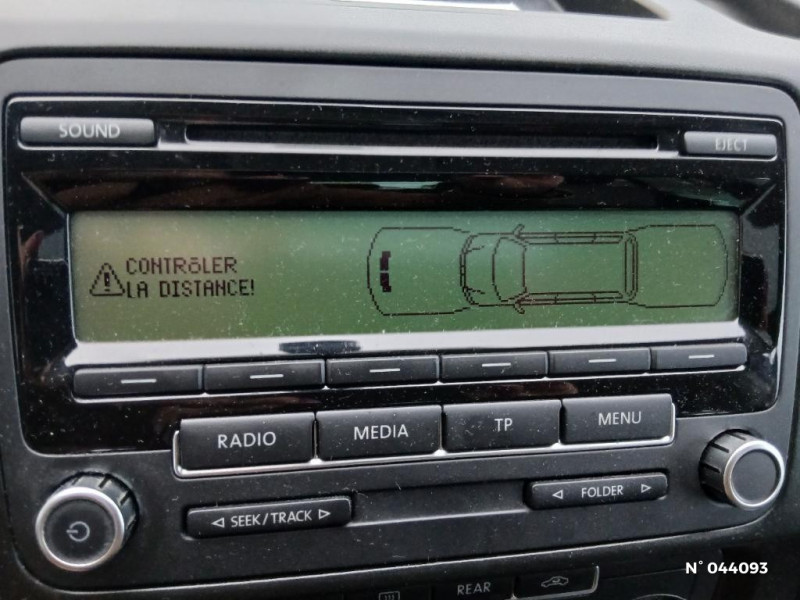 SOUND
EJECT
CONTRÔLER
LA DISTANCE!
RADIO
MEDIA
TP
MENU
SEEK/TRACK
FOLDER
REAR
N° 044093